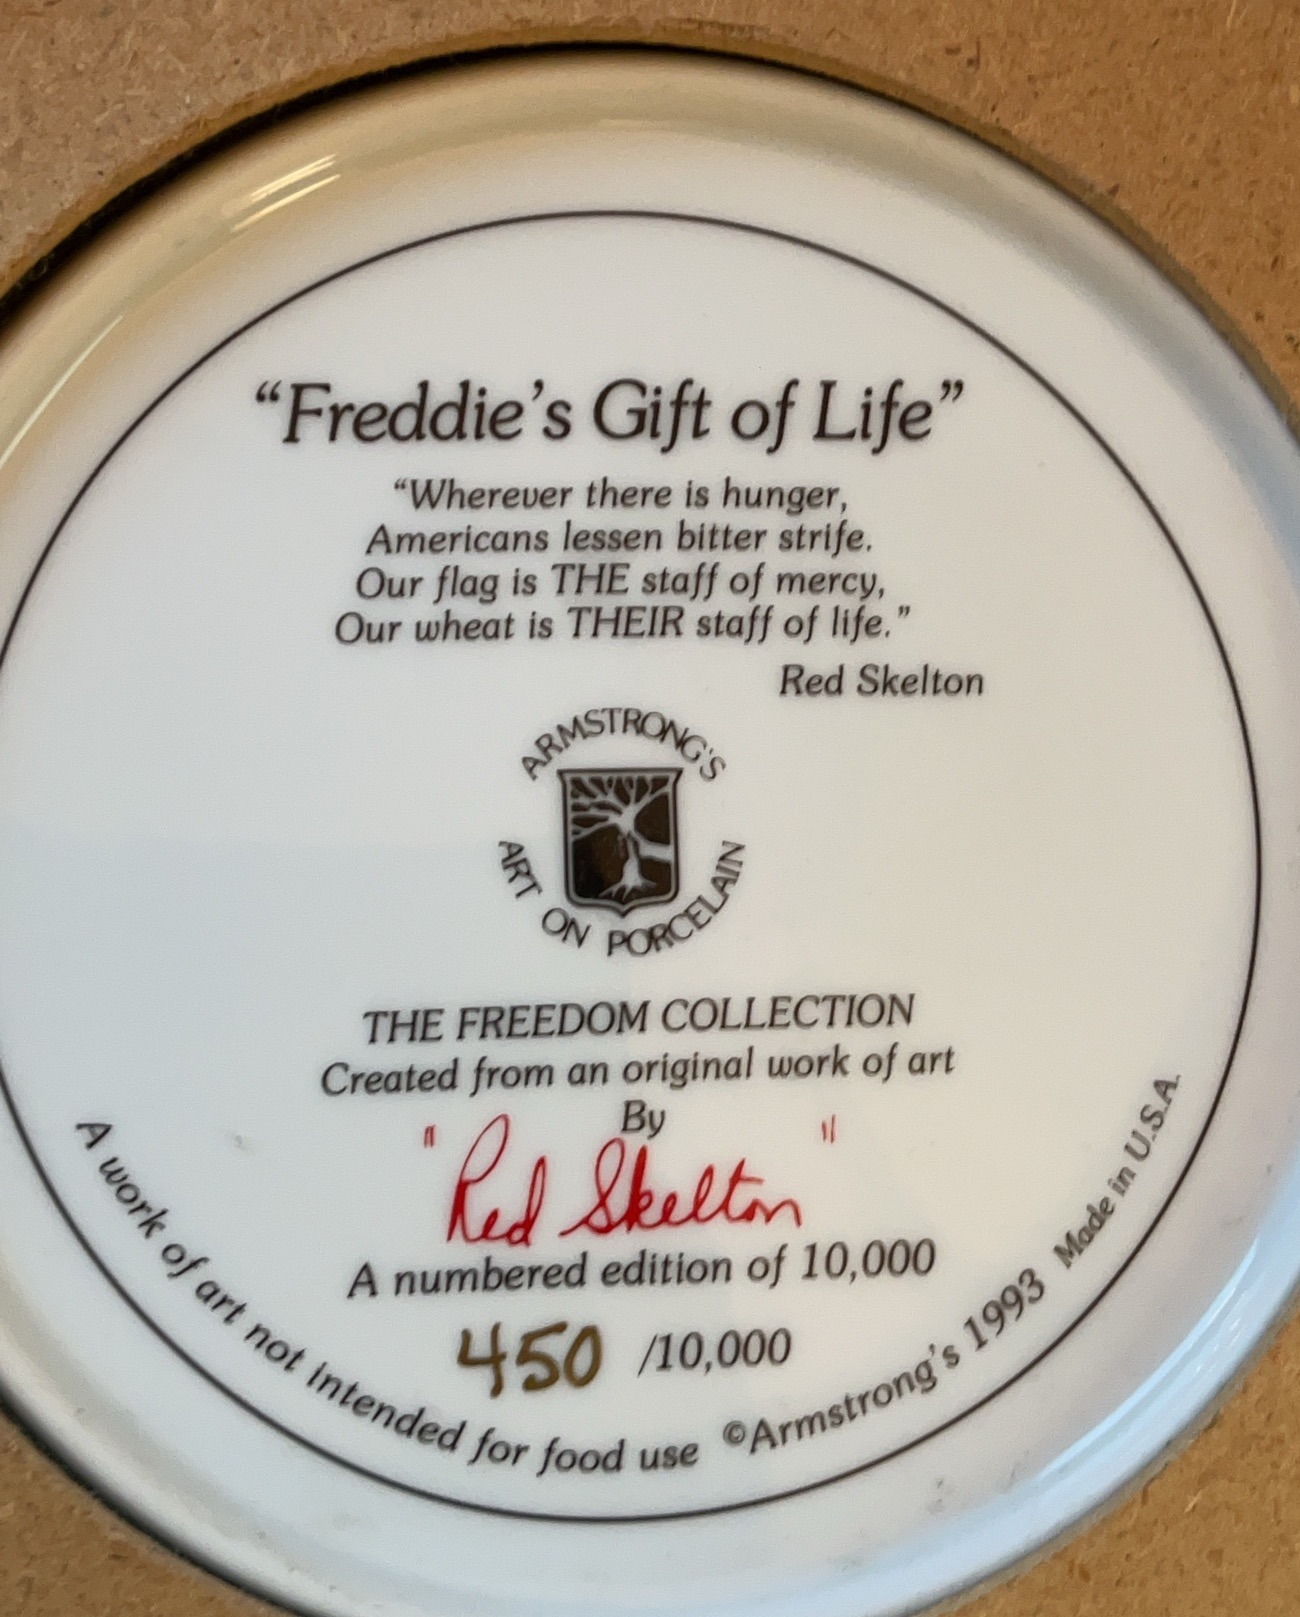 “Freddie’s Gift of Life”
“Wherever there is hunger,
Americans lessen bitter strife.
Our flag is THE staff of mercy,
Our wheat is THEIR staff of life.”
Red Skelton
ARMSTRONG'S
ART ON PORCELAIN
THE FREEDOM COLLECTION
Created from an original work of art
By
"Red Skelton"
A numbered edition of 10,000
450 /10,000
A work of art not intended for food use ©Armstrong’s 1993 Made in U.S.A.